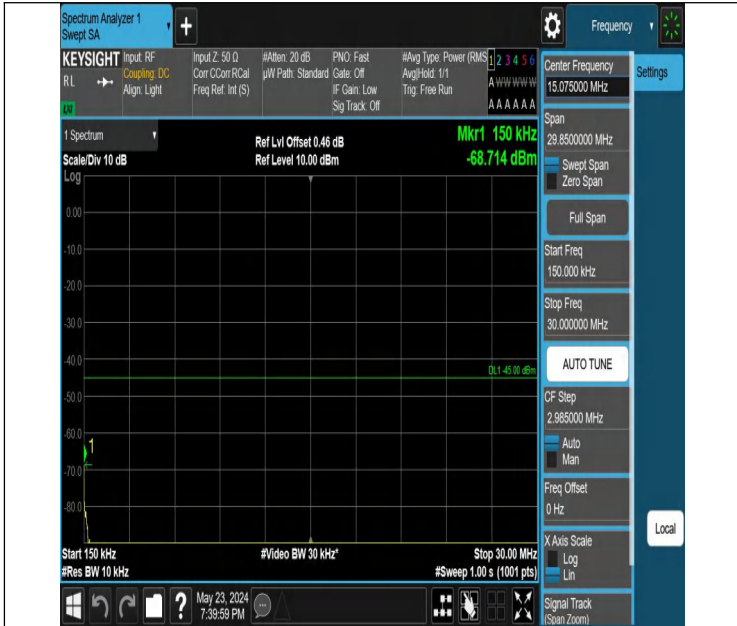 Spectrum Analyzer 1
Swept SA
+
Frequency
KEYSIGHT
RL
LXI
Input: RF
Coupling: DC
Align: Light
Input Z: 50 Ω
Corr CCorr RCal
Freq Ref: Int (S)
#Atten: 20 dB
µW Path: Standard
PNO: Fast
Gate: Off
IF Gain: Low
Sig Track: Off
#Avg Type: Power (RMS
Avg|Hold: 1/1
Trig: Free Run
1 2 3 4 5 6
A W W W W W
A A A A A A
1 Spectrum
Scale/Div 10 dB
Log
Ref Lvl Offset 0.46 dB
Ref Level 10.00 dBm
Mkr1 150 kHz
-68.714 dBm
0.00
-10.0
-20.0
-30.0
-40.0
DL1 -45.00 dBm
-50.0
-60.0
1
-70.0
-80.0
Start 150 kHz
#Res BW 10 kHz
#Video BW 30 kHz*
Stop 30.00 MHz
#Sweep 1.00 s (1001 pts)
?
May 23, 2024
7:39:59 PM
Center Frequency
15.075000 MHz
Settings
Span
29.8500000 MHz
Swept Span
Zero Span
Full Span
Start Freq
150.000 kHz
Stop Freq
30.000000 MHz
AUTO TUNE
CF Step
2.985000 MHz
Auto
Man
Freq Offset
0 Hz
X Axis Scale
Log
Lin
Local
Signal Track
(Span Zoom)